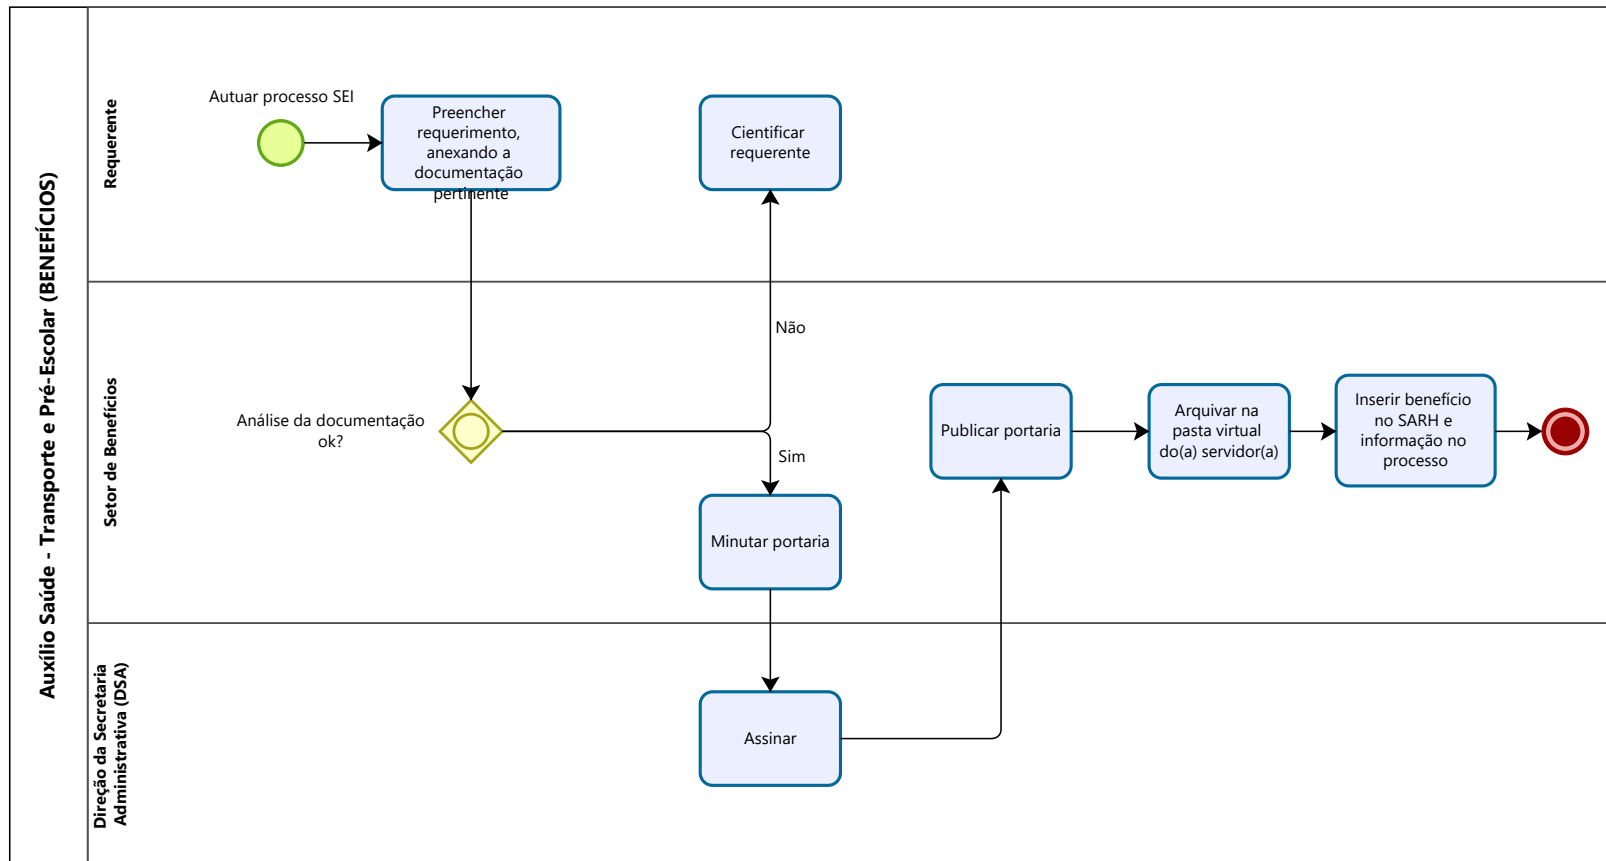 Auxílio Saúde - Transporte e Pré-Escolar (BENEFÍCIOS)
Requerente
Autuar processo SEI
Preencher
requerimento,
anexando a
documentação
pertinente
Cientificar
requerente
Setor de Benefícios
Análise da documentação
ok?
Não
Sim
Minutar portaria
Publicar portaria
Arquivar na
pasta virtual
do(a) servidor(a)
Inserir benefício
no SARH e
informação no
processo
Direção da Secretaria
Administrativa (DSA)
Assinar